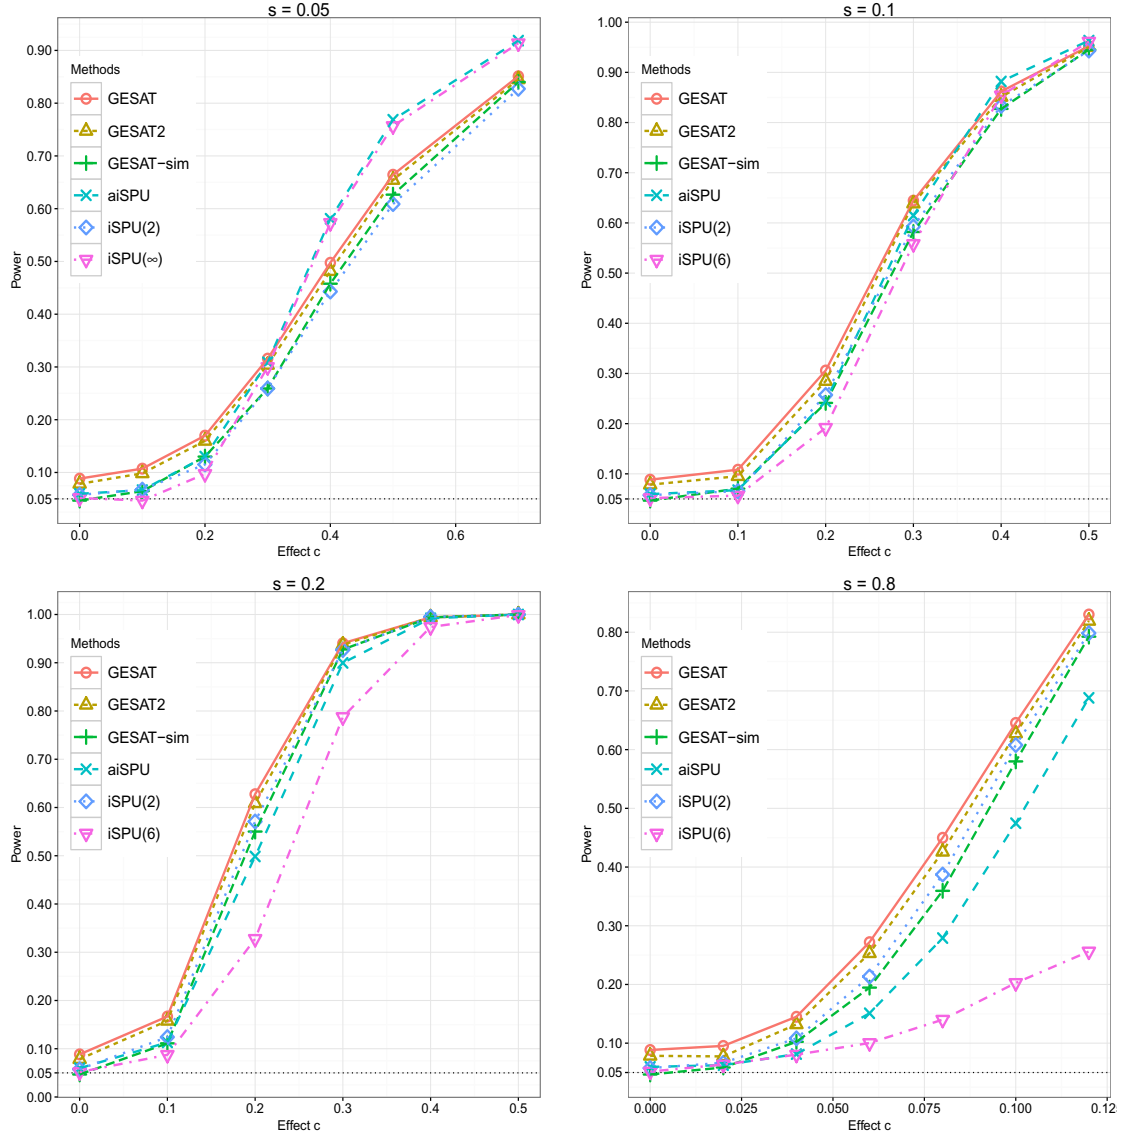 s = 0.05
0.90
0.80
0.70
0.60
0.50
0.40
0.30
0.20
0.10
0.05
Power
Methods
GESAT
GESAT2
GESAT−sim
aiSPU
iSPU(2)
iSPU(∞)
0.0
0.2
0.4
0.6
Effect c
s = 0.1
1.00
0.90
0.80
0.70
0.60
0.50
0.40
0.30
0.20
0.10
0.05
Power
Methods
GESAT
GESAT2
GESAT−sim
aiSPU
iSPU(2)
iSPU(6)
0.0
0.1
0.2
0.3
0.4
0.5
Effect c
s = 0.2
1.00
0.90
0.80
0.70
0.60
0.50
0.40
0.30
0.20
0.10
0.05
0.00
Power
Methods
GESAT
GESAT2
GESAT−sim
aiSPU
iSPU(2)
iSPU(6)
0.0
0.1
0.2
0.3
0.4
0.5
Effect c
s = 0.8
0.80
0.70
0.60
0.50
0.40
0.30
0.20
0.10
0.05
Power
Methods
GESAT
GESAT2
GESAT−sim
aiSPU
iSPU(2)
iSPU(6)
0.000
0.025
0.050
0.075
0.100
0.12
Effect c